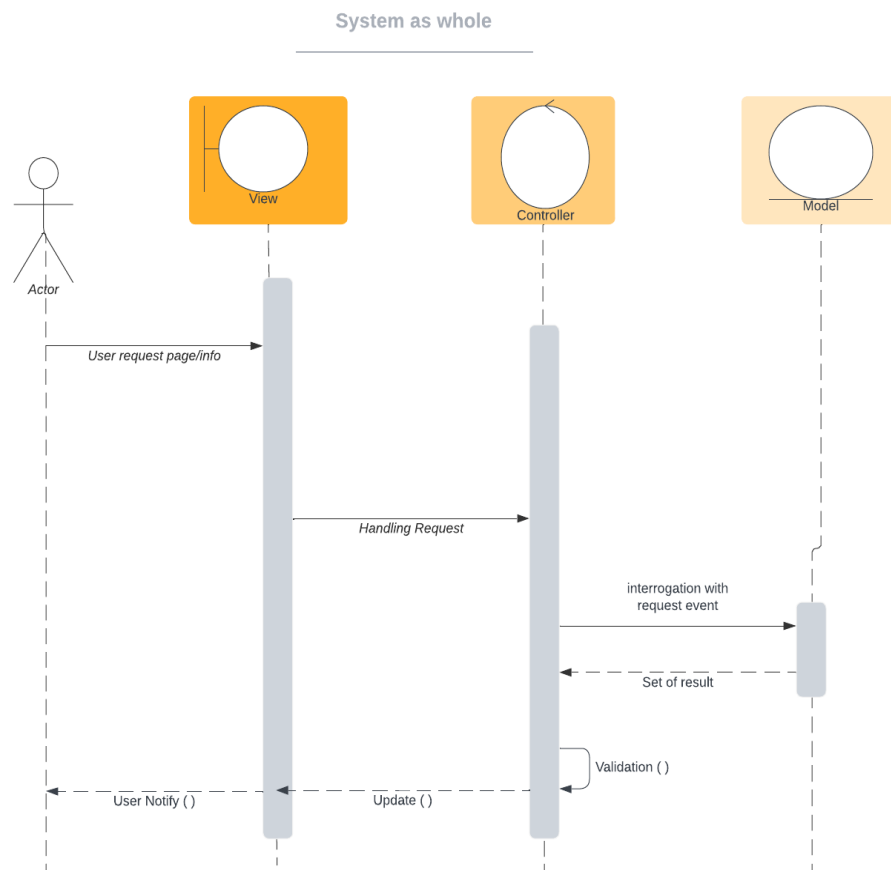 System as whole
View
Controller
Model
Actor
User request page/info
Handling Request
interrogation with
request event
Set of result
Validation ( )
Update ( )
User Notify ( )